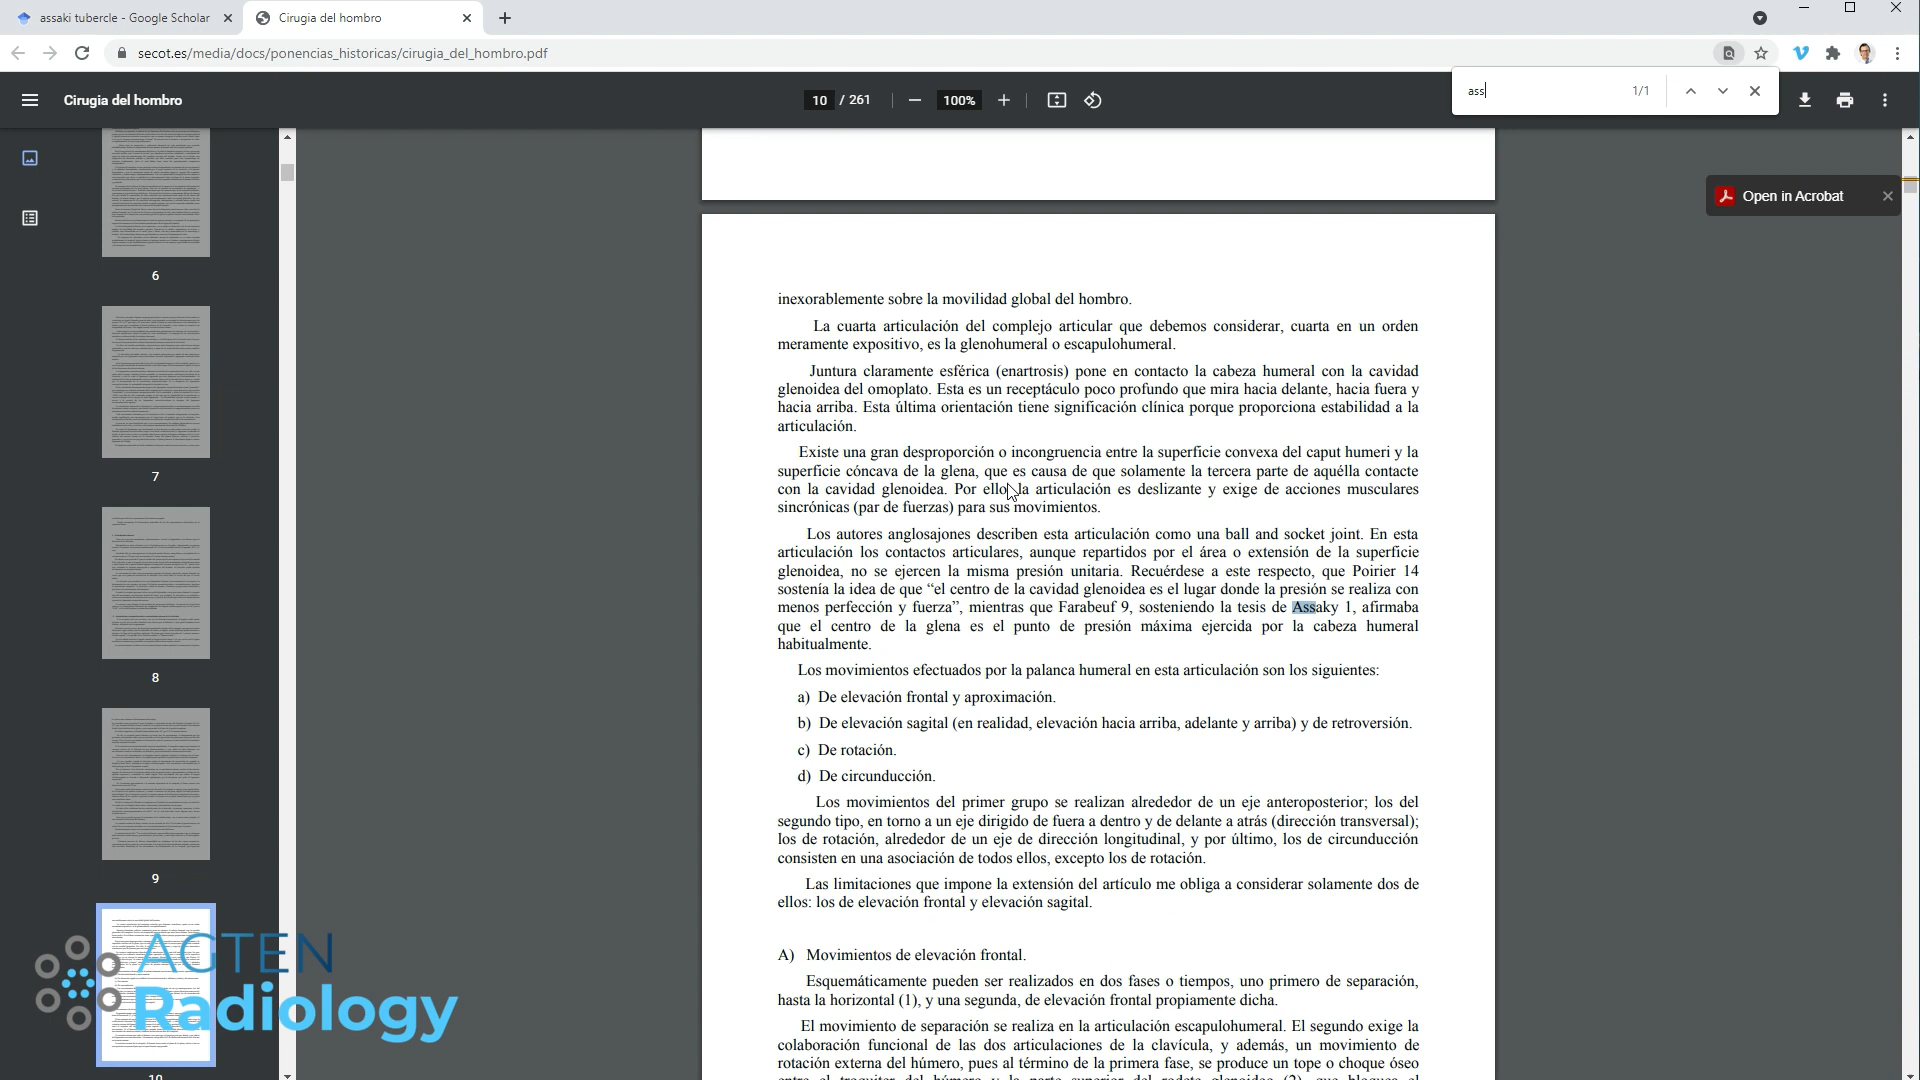 assaki tubercle - Google Scholar
Cirugia del hombro
secot.es/media/docs/ponencias_historicas/cirugia_del_hombro.pdf
ass
1/1
Cirugia del hombro
10 / 261
100%
Open in Acrobat
6
7
8
9
10
inexorablemente sobre la movilidad global del hombro.
La cuarta articulación del complejo articular que debemos considerar, cuarta en un orden
meramente expositivo, es la glenohumeral o escapulohumeral.
Juntura claramente esférica (enartrosis) pone en contacto la cabeza humeral con la cavidad
glenoidea del omoplato. Esta es un receptáculo poco profundo que mira hacia delante, hacia fuera y
hacia arriba. Esta última orientación tiene significación clínica porque proporciona estabilidad a la
articulación.
Existe una gran desproporción o incongruencia entre la superficie convexa del caput humeri y la
superficie cóncava de la glena, que es causa de que solamente la tercera parte de aquélla contacte
con la cavidad glenoidea. Por ello, la articulación es deslizante y exige de acciones musculares
sincrónicas (par de fuerzas) para sus movimientos.
Los autores anglosajones describen esta articulación como una ball and socket joint. En esta
articulación los contactos articulares, aunque repartidos por el área o extensión de la superficie
glenoidea, no se ejercen la misma presión unitaria. Recuérdese a este respecto, que Poirier 14
sostenía la idea de que “el centro de la cavidad glenoidea es el lugar donde la presión se realiza con
menos perfección y fuerza”, mientras que Farabeuf 9, sosteniendo la tesis de Assaky 1, afirmaba
que el centro de la glena es el punto de presión máxima ejercida por la cabeza humeral
habitualmente.
Los movimientos efectuados por la palanca humeral en esta articulación son los siguientes:
a) De elevación frontal y aproximación.
b) De elevación sagital (en realidad, elevación hacia arriba, adelante y arriba) y de retroversión.
c) De rotación.
d) De circunducción.
Los movimientos del primer grupo se realizan alrededor de un eje anteroposterior; los del
segundo tipo, en torno a un eje dirigido de fuera a dentro y de delante a atrás (dirección transversal);
los de rotación, alrededor de un eje de dirección longitudinal, y por último, los de circunducción
consisten en una asociación de todos ellos, excepto los de rotación.
Las limitaciones que impone la extensión del artículo me obliga a considerar solamente dos de
ellos: los de elevación frontal y elevación sagital.
A) Movimientos de elevación frontal.
Esquemáticamente pueden ser realizados en dos fases o tiempos, uno primero de separación,
hasta la horizontal (1), y una segunda, de elevación frontal propiamente dicha.
El movimiento de separación se realiza en la articulación escapulohumeral. El segundo exige la
colaboración funcional de las dos articulaciones de la clavícula, y además, un movimiento de
rotación externa del húmero, pues al término de la primera fase, se produce un tope o choque óseo
entre el troquiter del húmero y la parte superior del rodete glenoideo (2), que bloquea el
AGTEN
Radiology